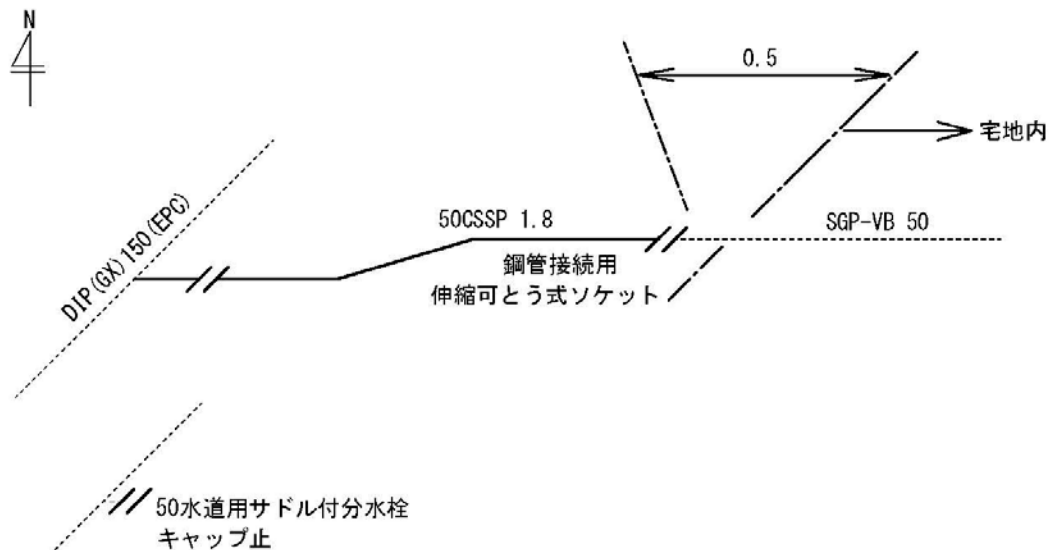 N
0.5
宅地内
DIP(GX)150(EPC)
50CSSP 1.8
SGP-VB 50
鋼管接続用
伸縮可とう式ソケット
50水道用サドル付分水栓
キャップ止